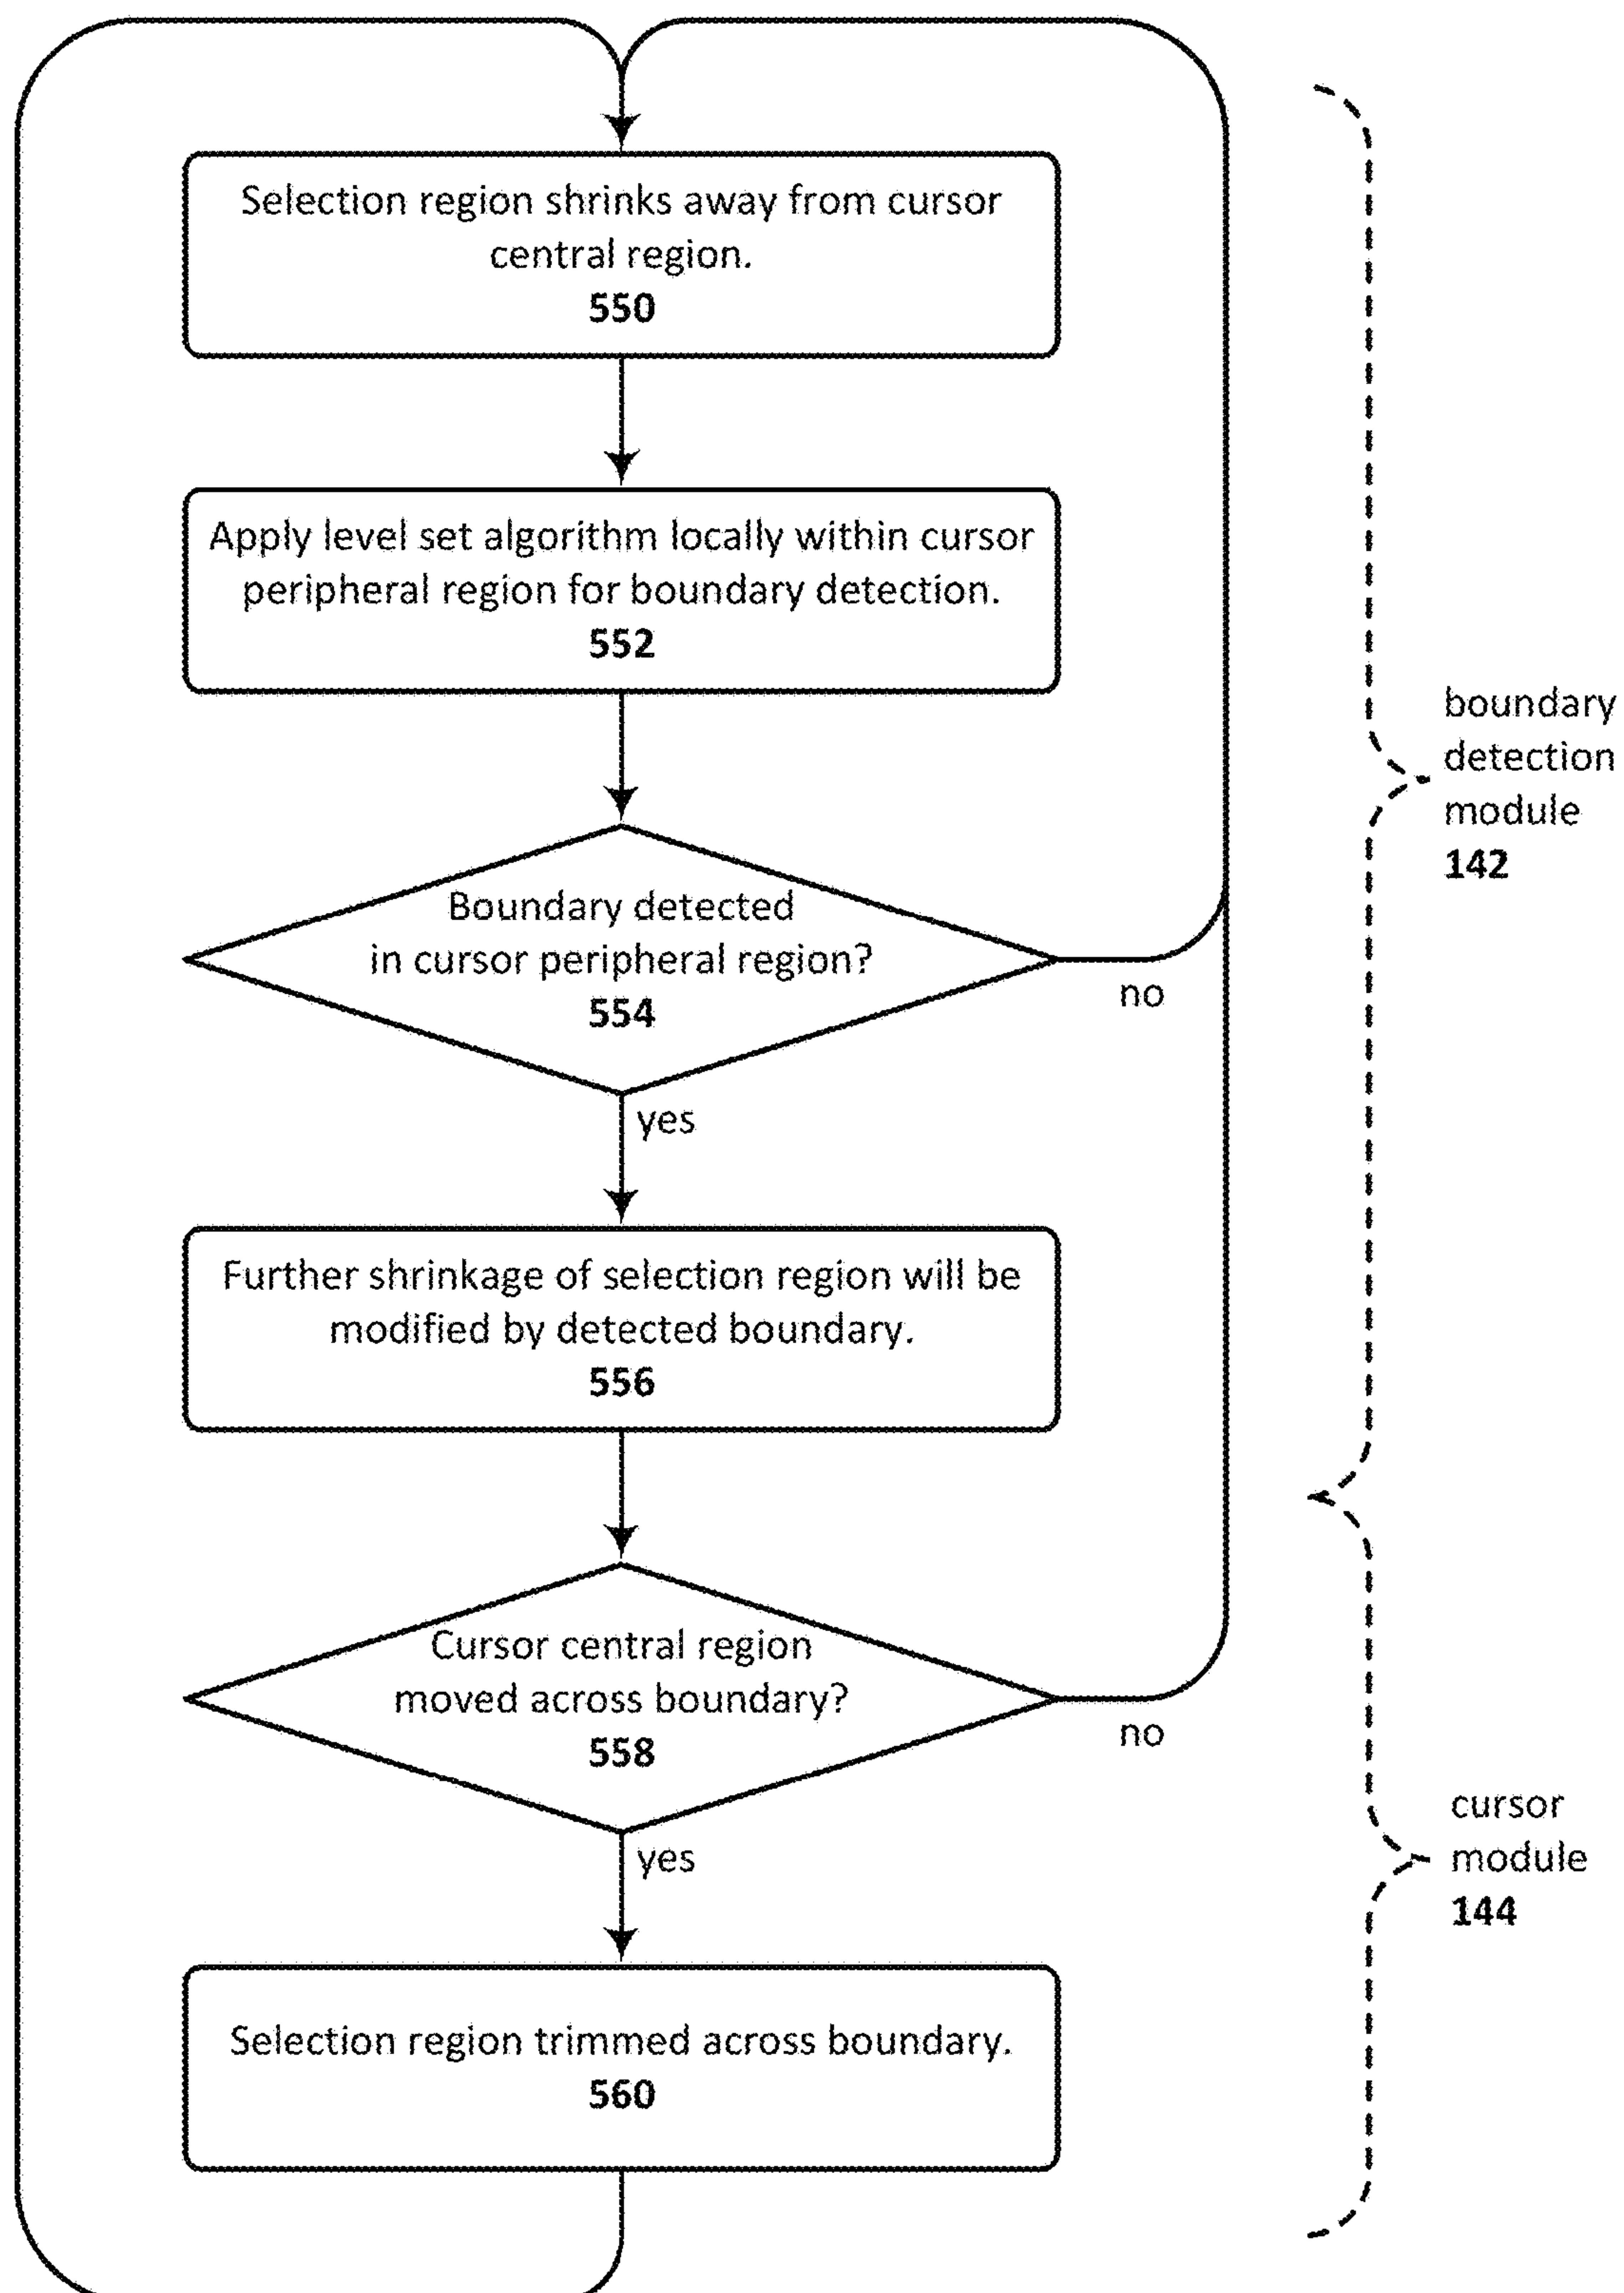 Selection region shrinks away from cursor
central region.
550
Apply level set algorithm locally within cursor
peripheral region for boundary detection.
552
boundary
detection
module
142
Boundary detected
in cursor peripheral region?
554
no
yes
Further shrinkage of selection region will be
modified by detected boundary.
556
Cursor central region
moved across boundary?
558
no
yes
cursor
module
144
Selection region trimmed across boundary.
560